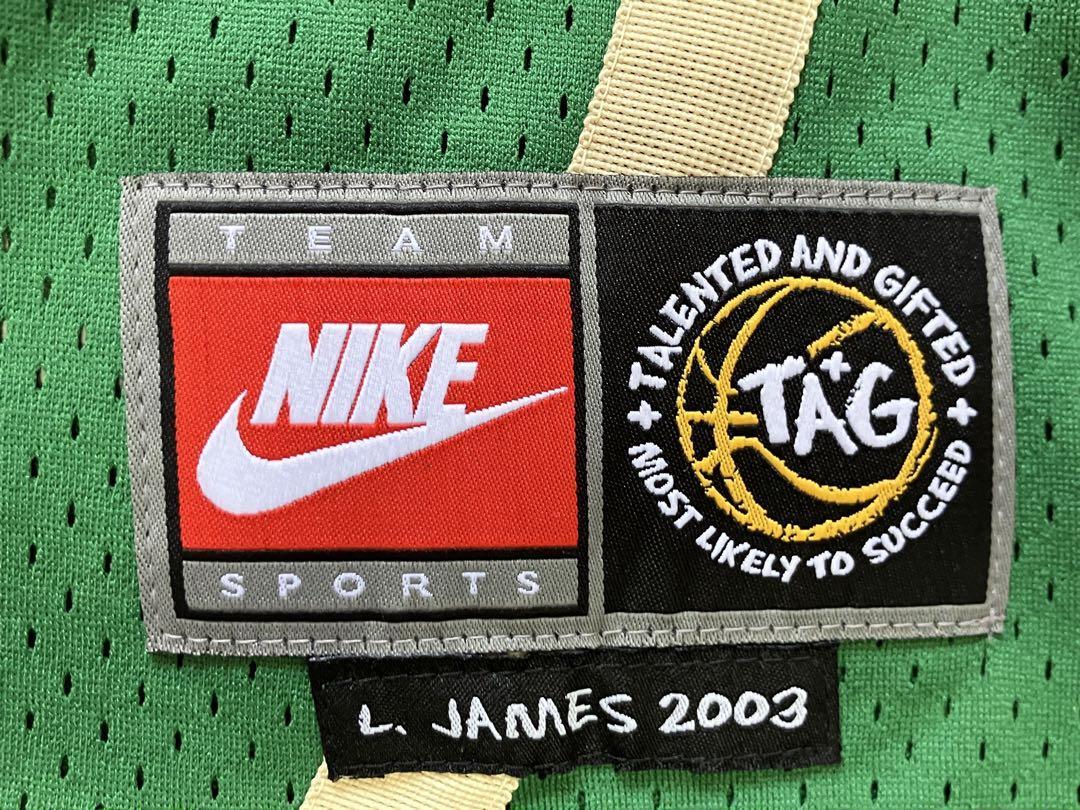 TEAM
NIKE
SPORTS
TALENTED AND GIFTED
TAG
MOST LIKELY TO SUCCEED
L. JAMES 2003